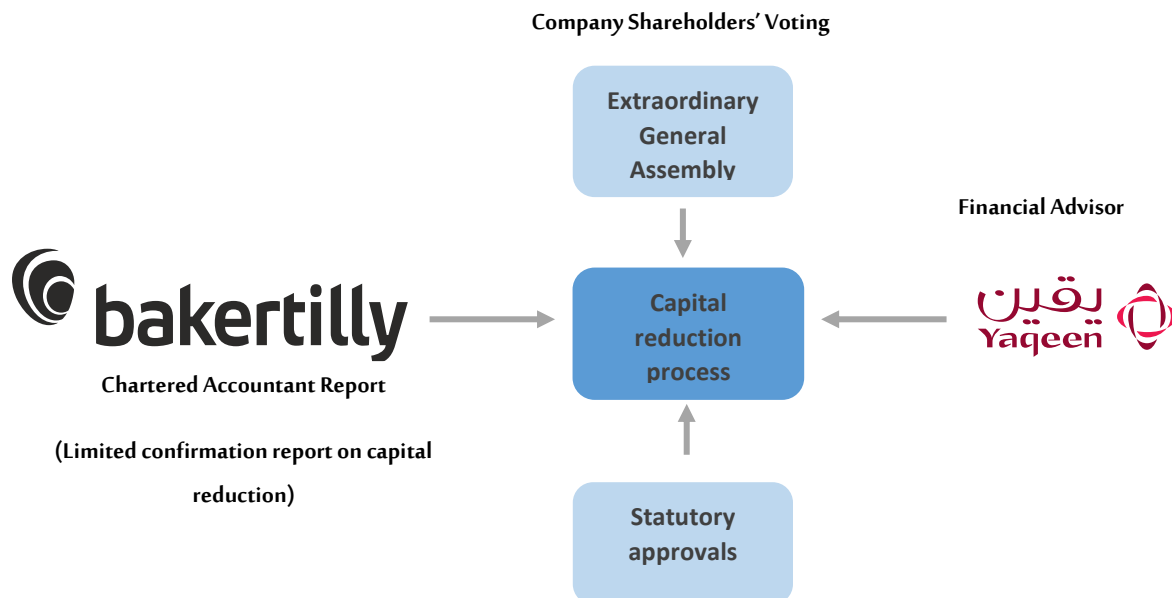 Company Shareholders' Voting
Extraordinary
General
Assembly
Financial Advisor
bakertilly
Capital
reduction
process
يقين
Yaqeen
Chartered Accountant Report
(Limited confirmation report on capital
reduction)
Statutory
approvals